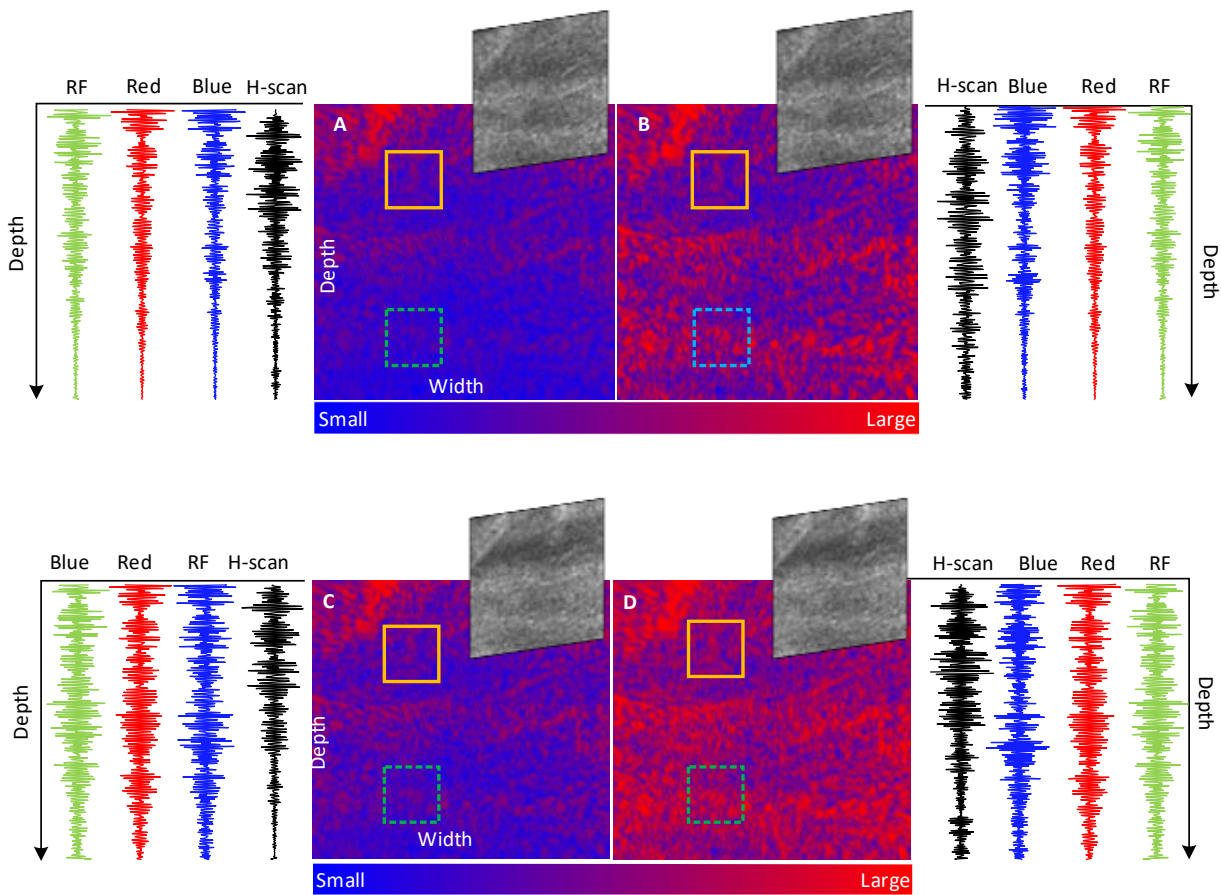 RF Red Blue H-scan
H-scan Blue Red RF
A
B
Depth
Depth
Depth
Width
Small Large
Blue Red RF H-scan
H-scan Blue Red RF
C
D
Depth
Depth
Depth
Width
Small Large